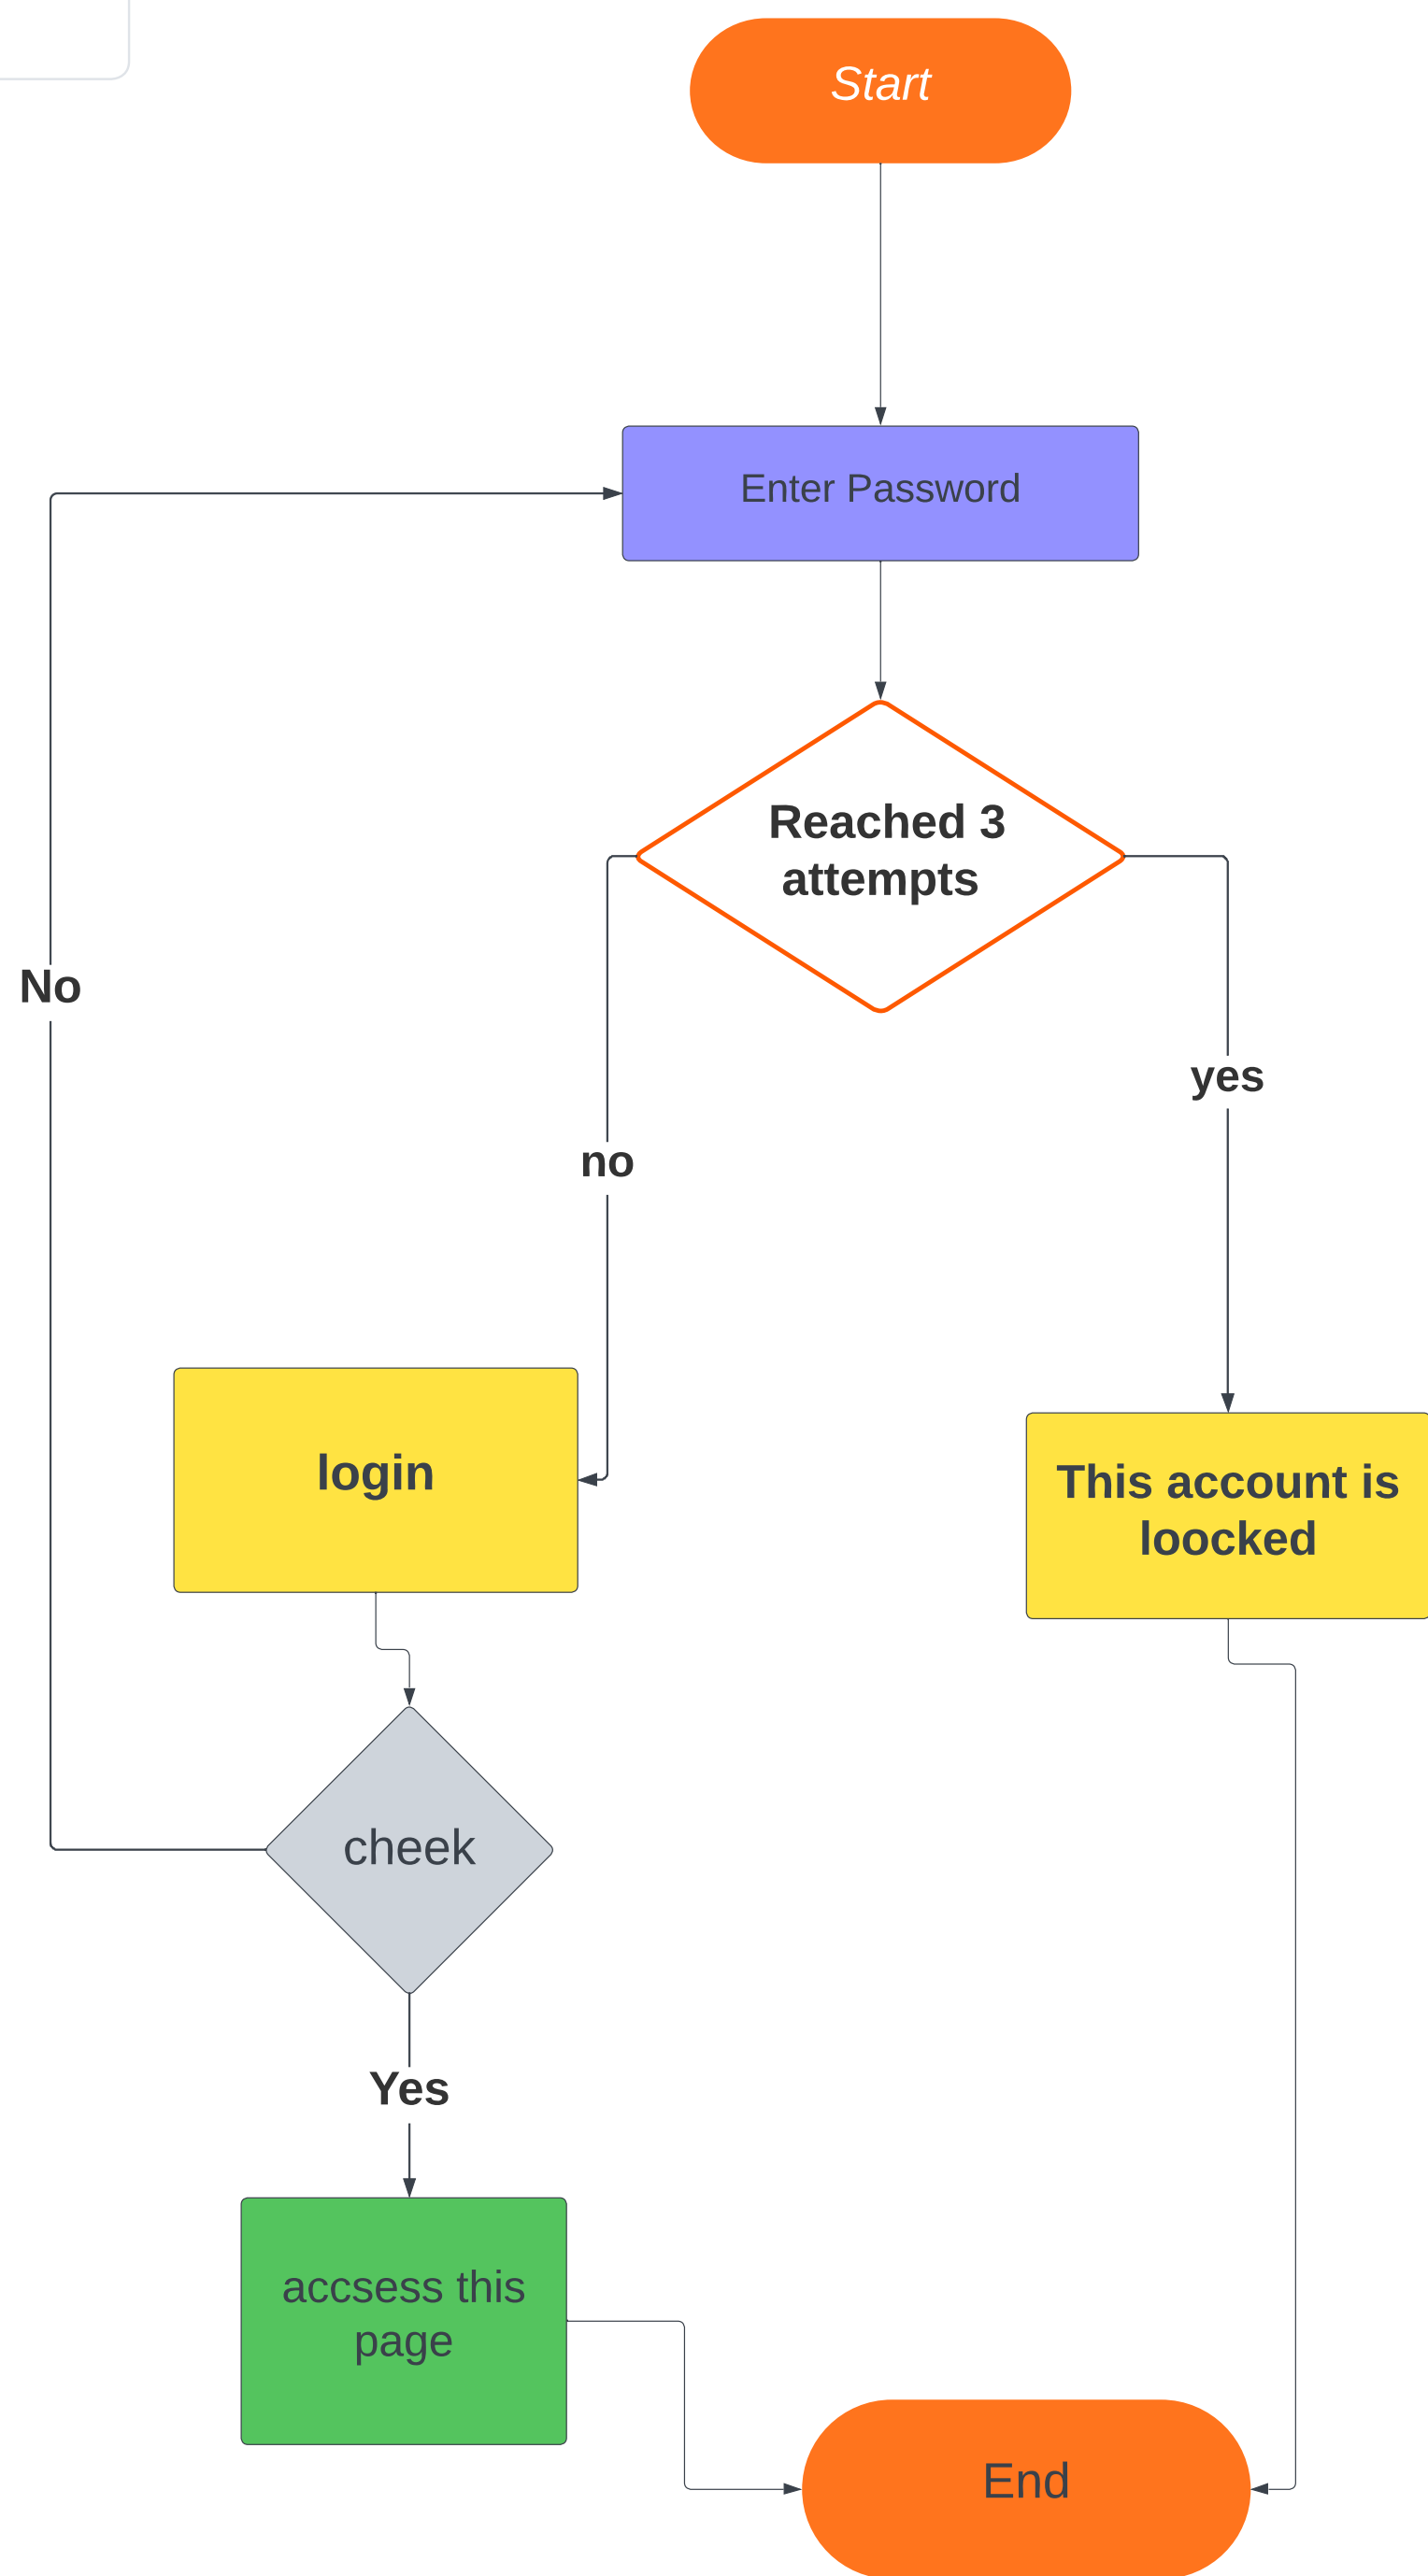 Start
Enter Password
Reached 3
attempts
No
yes
no
login
This account is
loocked
cheek
Yes
accsess this
page
End